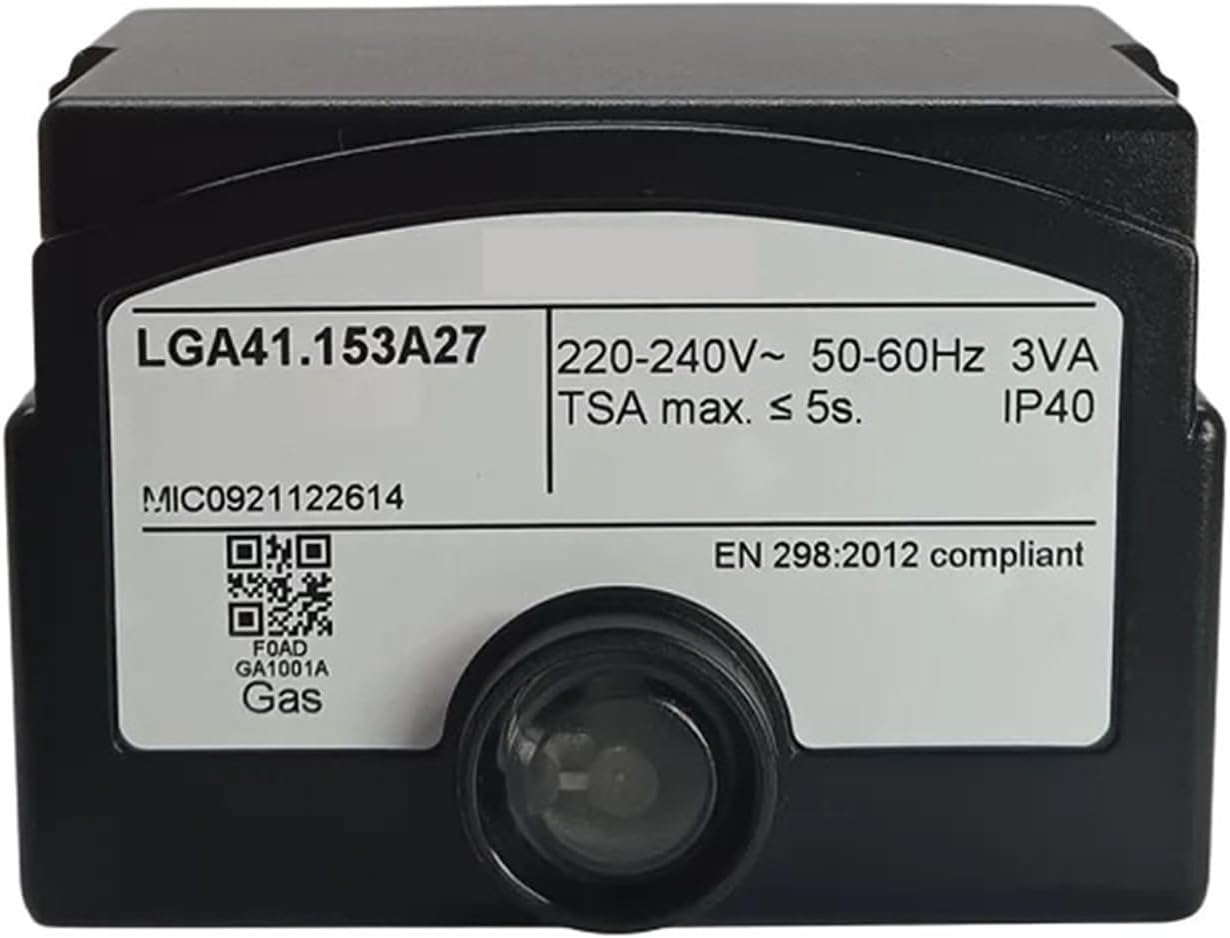 LGA41.153A27
220-240V~ 50-60Hz 3VA
TSA max. ≤ 5s. IP40
MIC0921122614
EN 298:2012 compliant
F0AD
GA1001A
Gas